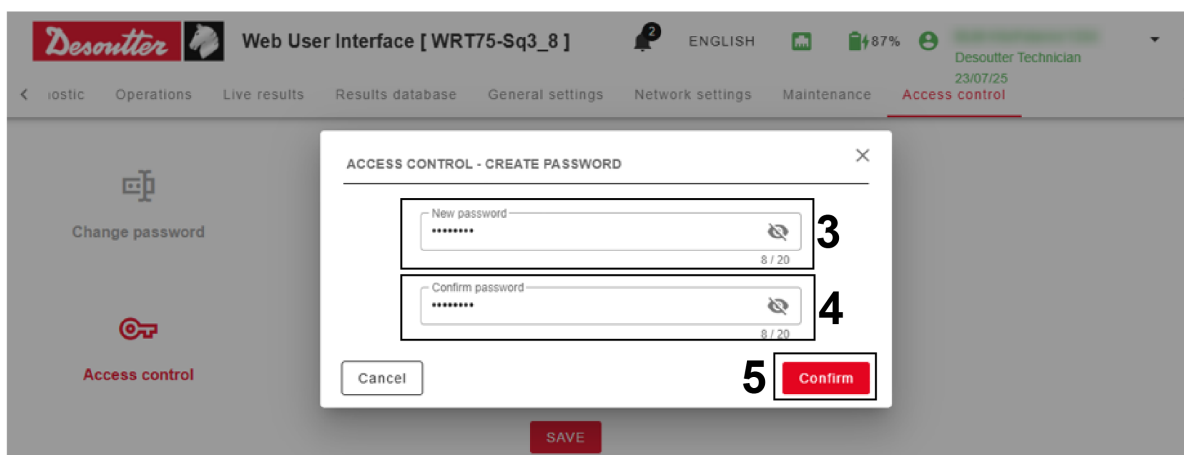 Desoutter
Web User Interface [ WRT75-Sq3_8 ]
2
ENGLISH
87%
Desoutter Technician
23/07/25
Operations Live results Results database General settings Network settings Maintenance Access control
Change password
Access control
ACCESS CONTROL - CREATE PASSWORD
New password
••••••••
8 / 20
3
Confirm password
••••••••
8 / 20
4
Cancel
5
Confirm
SAVE